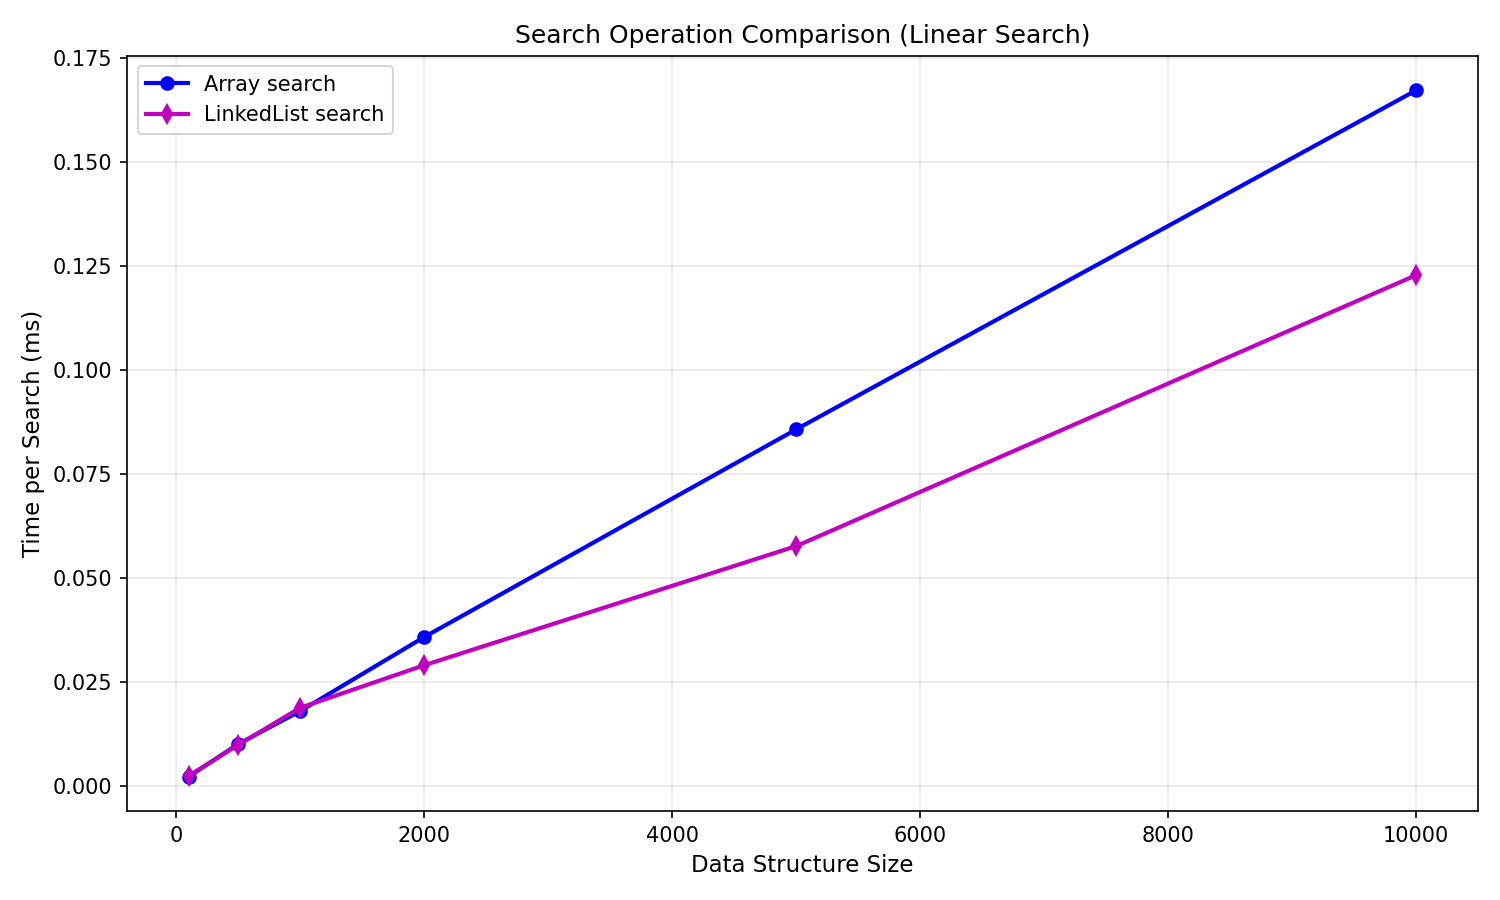 Search Operation Comparison (Linear Search)
Array search
LinkedList search
0.175
0.150
0.125
0.100
0.075
0.050
0.025
0.000
Time per Search (ms)
0 2000 4000 6000 8000 10000
Data Structure Size